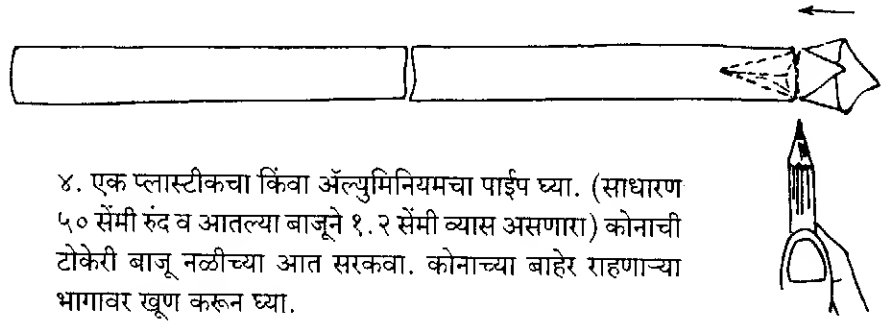 ४. एक प्लास्टीकचा किंवा ॲल्युमिनियमचा पाईप घ्या. (साधारण
५० सेंमी रुंद व आतल्या बाजूने १.२ सेंमी व्यास असणारा) कोनाची
टोकेरी बाजू नळीच्या आत सरकवा. कोनाच्या बाहेर राहणाऱ्या
भागावर खूण करून घ्या.